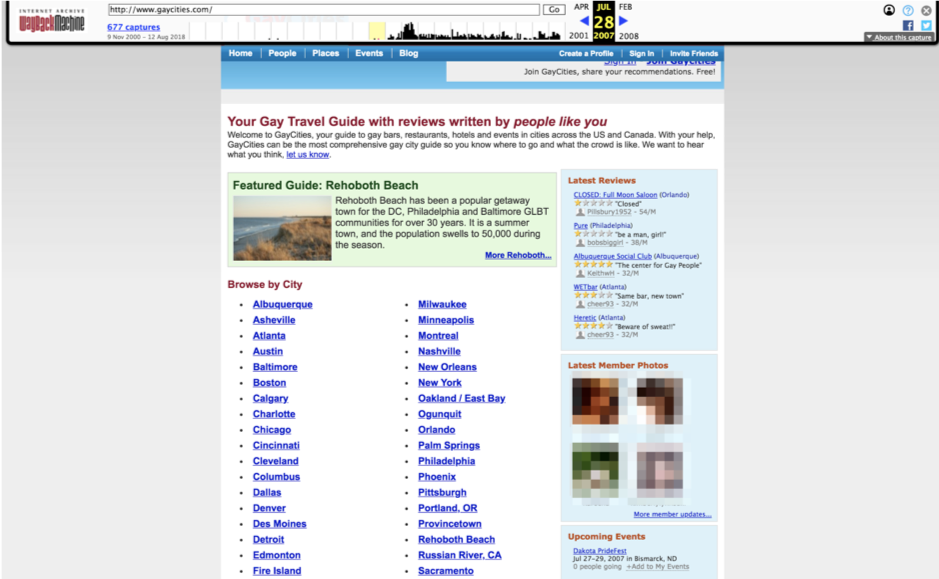 INTERNET ARCHIVE
WayBackMachine
http://www.gaycities.com/
Go
APR JUL FEB
677 captures
28
9 Nov 2000 – 12 Aug 2018
2001 2007 2008
About this capture
Home People Places Events Blog
Create a Profile Sign In Invite Friends
Sign In Join GayCities
Join GayCities, share your recommendations. Free!
Your Gay Travel Guide with reviews written by people like you
Welcome to GayCities, your guide to gay bars, restaurants, hotels and events in cities across the US and Canada. With your help,
GayCities can be the most comprehensive gay city guide so you know where to go and what the crowd is like. We want to hear
what you think, let us know.
Featured Guide: Rehoboth Beach
Rehoboth Beach has been a popular getaway
town for the DC, Philadelphia and Baltimore GLBT
communities for over 30 years. It is a summer
town, and the population swells to 50,000 during
the season.
More Rehoboth...
Browse by City
Albuquerque
Asheville
Atlanta
Austin
Baltimore
Boston
Calgary
Charlotte
Chicago
Cincinnati
Cleveland
Columbus
Dallas
Denver
Des Moines
Detroit
Edmonton
Fire Island
Milwaukee
Minneapolis
Montreal
Nashville
New Orleans
New York
Oakland / East Bay
Ogunquit
Orlando
Palm Springs
Philadelphia
Phoenix
Pittsburgh
Portland, OR
Provincetown
Rehoboth Beach
Russian River, CA
Sacramento
Latest Reviews
CLOSED: Full Moon Saloon (Orlando)
"Closed"
Pillsbury1952 - 54/M
Pure (Philadelphia)
"be a man, girl!"
bobsbiggirl - 38/M
Albuquerque Social Club (Albuquerque)
"The center for Gay People"
KeithwH - 32/M
WETbar (Atlanta)
"Same bar, new town"
cheer93 - 32/M
Heretic (Atlanta)
"Beware of sweat!!"
cheer93 - 32/M
Latest Member Photos
More member updates...
Upcoming Events
Dakota PrideFest
Jul 27–29, 2007 in Bismarck, ND
0 people going +Add to My Events